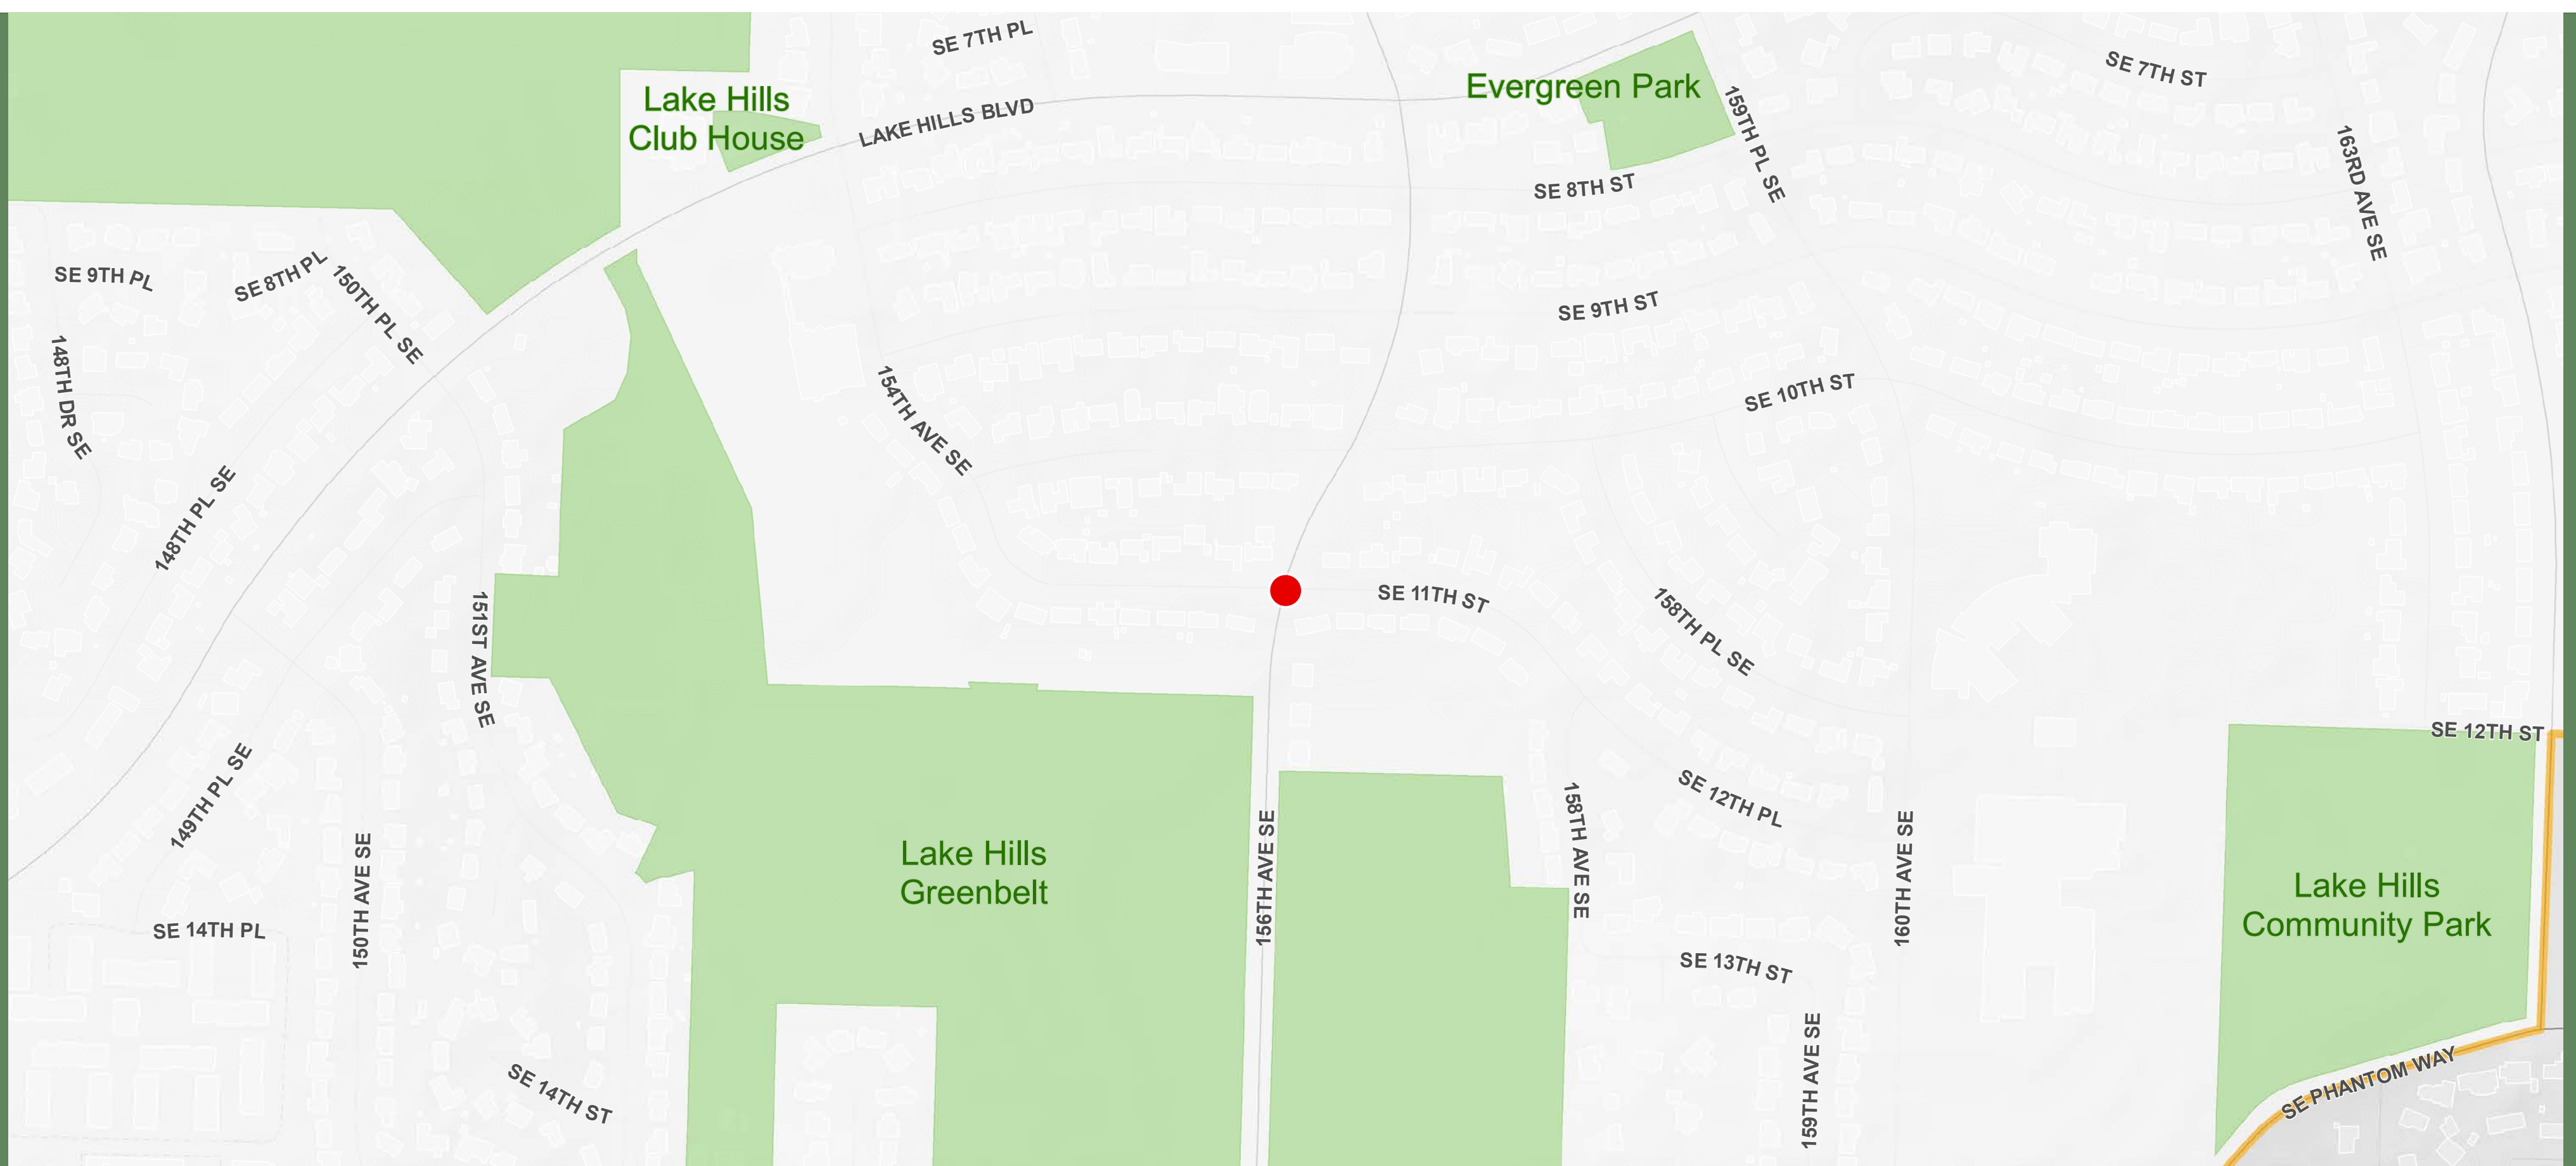 SE 7TH PL
Evergreen Park
SE 7TH ST
Lake Hills
Club House
LAKE HILLS BLVD
159TH PL SE
163RD AVE SE
SE 8TH ST
SE 9TH PL
SE 8TH PL
150TH PL SE
SE 9TH ST
148TH DR SE
154TH AVE SE
SE 10TH ST
148TH PL SE
151ST AVE SE
SE 11TH ST
158TH PL SE
SE 12TH ST
149TH PL SE
SE 12TH PL
156TH AVE SE
158TH AVE SE
160TH AVE SE
150TH AVE SE
Lake Hills
Greenbelt
Lake Hills
Community Park
SE 14TH PL
SE 13TH ST
159TH AVE SE
SE 14TH ST
SE PHANTOM WAY